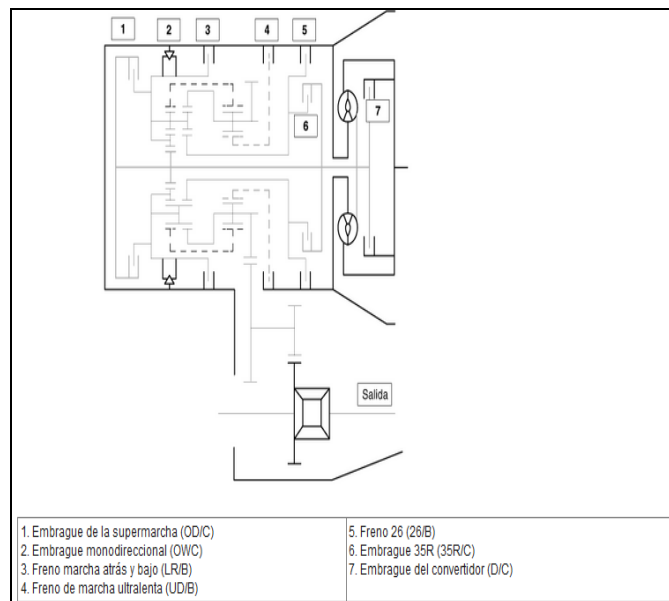 1 2 3 4 5
6
7
Salida
1. Embrague de la supermarcha (OD/C)
2. Embrague monodireccional (OWC)
3. Freno marcha atrás y bajo (LR/B)
4. Freno de marcha ultralenta (UD/B)
5. Freno 26 (26/B)
6. Embrague 35R (35R/C)
7. Embrague del convertidor (D/C)